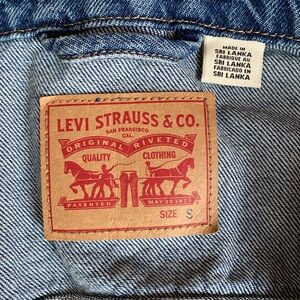 MADE IN
SRI LANKA
FABRIQUE AU
SRI LANKA
FABRICADO EN
SRI LANKA
LEVI STRAUSS & CO.
SAN FRANCISCO
CAL.
ORIGINAL RIVETED
QUALITY CLOTHING
PATENTED MAY 20 1873
SIZE S